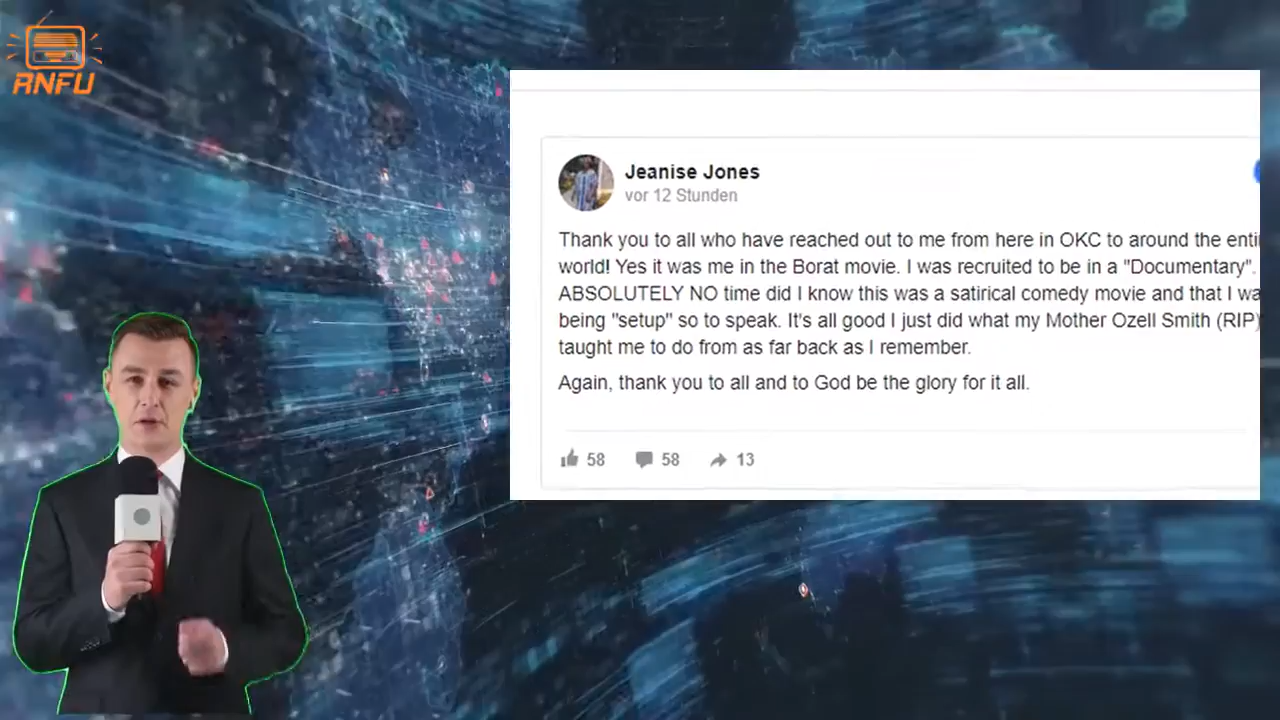 RNFU
Jeanise Jones
vor 12 Stunden
Thank you to all who have reached out to me from here in OKC to around the
world! Yes it was me in the Borat movie. I was recruited to be in a "Documentary".
ABSOLUTELY NO time did I know this was a satirical comedy movie and that I
being "setup" so to speak. It's all good I just did what my Mother Ozell Smith (RIP)
taught me to do from as far back as I remember.
Again, thank you to all and to God be the glory for it all.
58 58 13